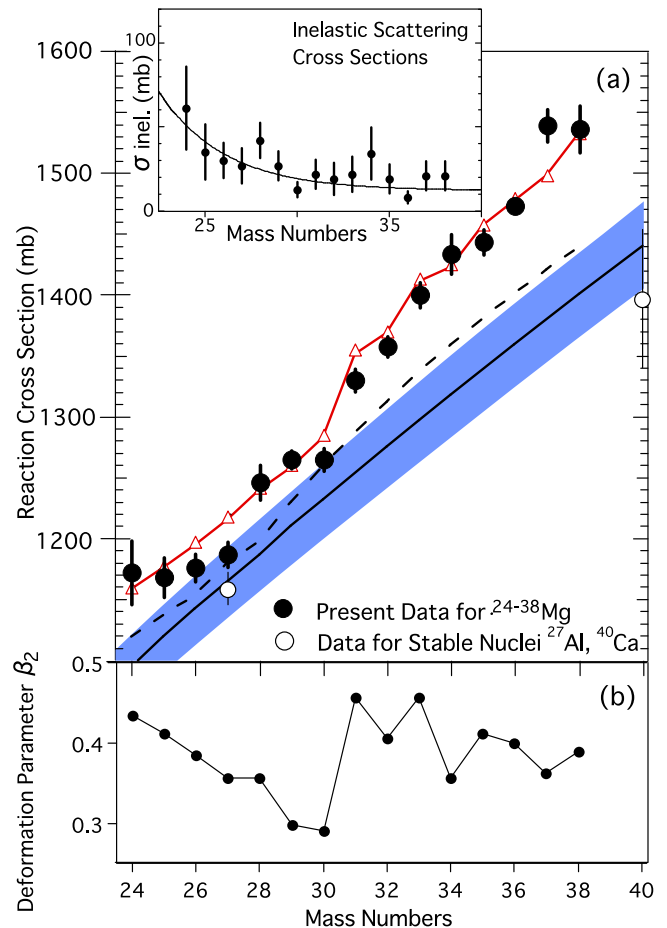 1600
1500
1400
1300
1200
Reaction Cross Section (mb)
(a)
100
0
σ inel. (mb)
Inelastic Scattering
Cross Sections
25
35
Mass Numbers
Present Data for .²⁴⁻³⁸Mg
Data for Stable Nuclei ²⁷Al, ⁴⁰Ca
0.5
0.4
0.3
Deformation Parameter β₂
(b)
24 26 28 30 32 34 36 38 40
Mass Numbers